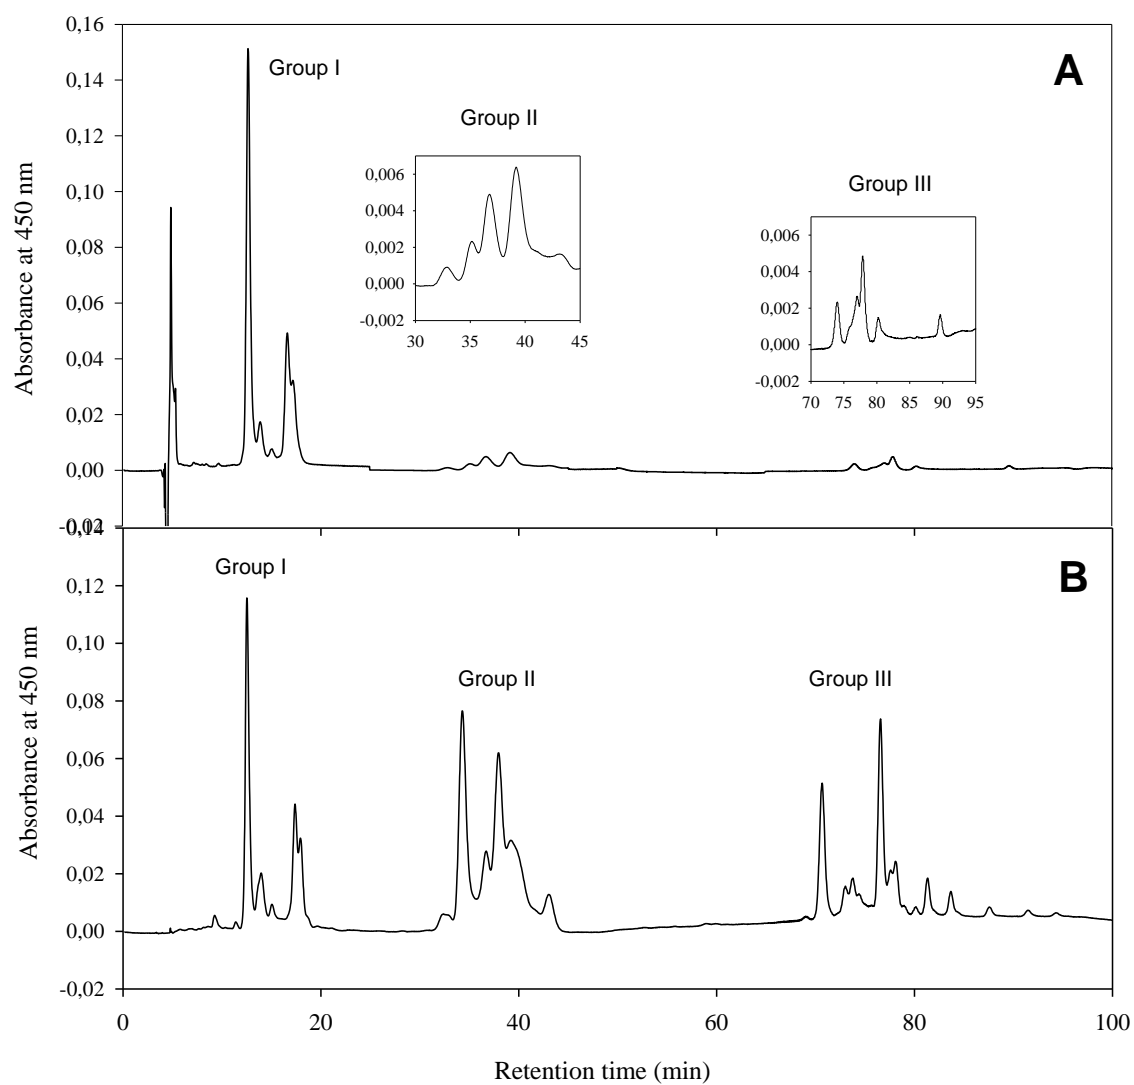 0,16
0,14
0,12
0,10
0,08
0,06
0,04
0,02
0,00
-0,02
Absorbance at 450 nm
Group I
A
Group II
0,006
0,004
0,002
0,000
-0,002
30 35 40 45
Group III
0,006
0,004
0,002
0,000
-0,002
70 75 80 85 90 95
0,14
0,12
0,10
0,08
0,06
0,04
0,02
0,00
-0,02
Absorbance at 450 nm
Group I
B
Group II
Group III
0 20 40 60 80 100
Retention time (min)